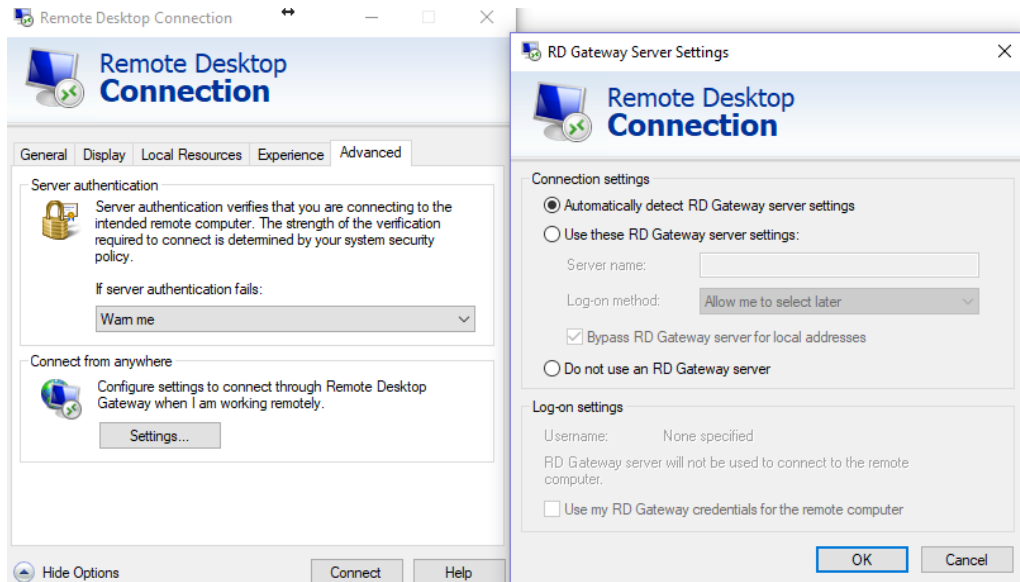 Remote Desktop Connection
Remote Desktop
Connection
General Display Local Resources Experience Advanced
Server authentication
Server authentication verifies that you are connecting to the
intended remote computer. The strength of the verification
required to connect is determined by your system security
policy.
If server authentication fails:
Warn me
Connect from anywhere
Configure settings to connect through Remote Desktop
Gateway when I am working remotely.
Settings...
Hide Options
Connect
Help
RD Gateway Server Settings
Remote Desktop
Connection
Connection settings
Automatically detect RD Gateway server settings
Use these RD Gateway server settings:
Server name:
Log-on method: Allow me to select later
Bypass RD Gateway server for local addresses
Do not use an RD Gateway server
Log-on settings
Username: None specified
RD Gateway server will not be used to connect to the remote
computer.
Use my RD Gateway credentials for the remote computer
OK
Cancel